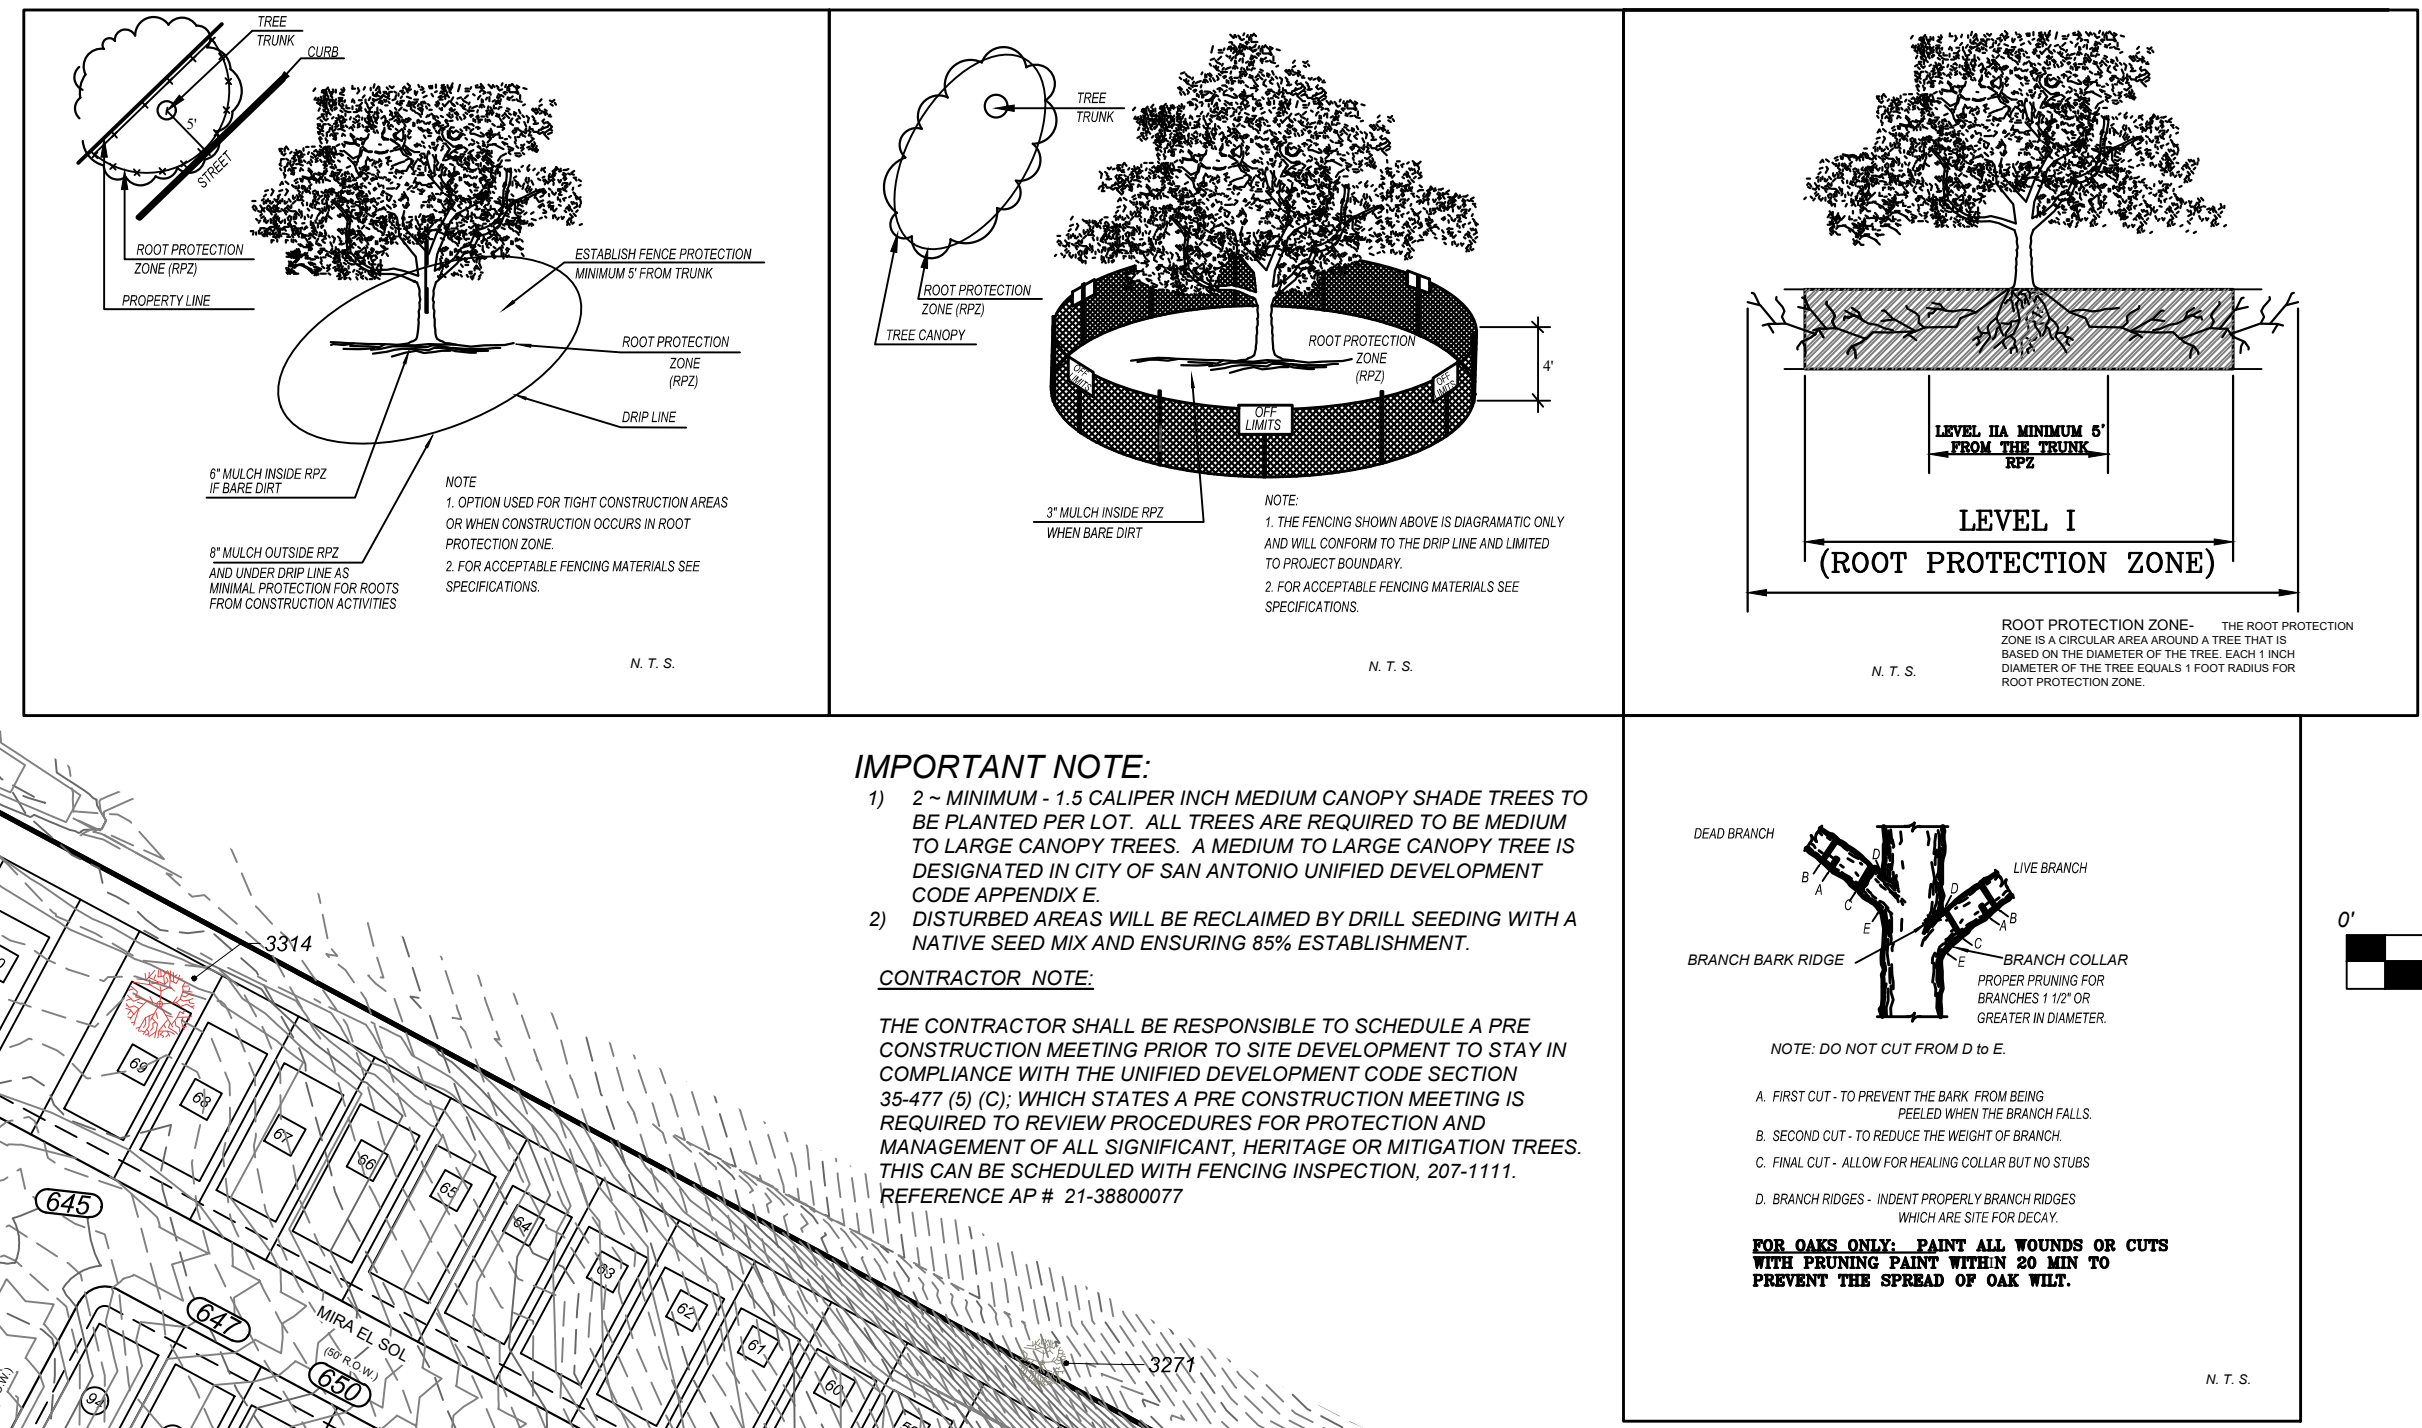 TREE
TRUNK
CURB
5'
STREET
ROOT PROTECTION
ZONE (RPZ)
PROPERTY LINE
ESTABLISH FENCE PROTECTION
MINIMUM 5' FROM TRUNK
ROOT PROTECTION
ZONE
(RPZ)
DRIP LINE
6" MULCH INSIDE RPZ
IF BARE DIRT
8" MULCH OUTSIDE RPZ
AND UNDER DRIP LINE AS
MINIMAL PROTECTION FOR ROOTS
FROM CONSTRUCTION ACTIVITIES
NOTE
1. OPTION USED FOR TIGHT CONSTRUCTION AREAS
OR WHEN CONSTRUCTION OCCURS IN ROOT
PROTECTION ZONE.
2. FOR ACCEPTABLE FENCING MATERIALS SEE
SPECIFICATIONS.
N. T. S.
TREE
TRUNK
ROOT PROTECTION
ZONE (RPZ)
TREE CANOPY
ROOT PROTECTION
ZONE
(RPZ)
4'
OFF
LIMITS
OFF
LIMITS
OFF
LIMITS
3" MULCH INSIDE RPZ
WHEN BARE DIRT
NOTE:
1. THE FENCING SHOWN ABOVE IS DIAGRAMATIC ONLY
AND WILL CONFORM TO THE DRIP LINE AND LIMITED
TO PROJECT BOUNDARY.
2. FOR ACCEPTABLE FENCING MATERIALS SEE
SPECIFICATIONS.
N. T. S.
LEVEL IIA MINIMUM 5'
FROM THE TRUNK
RPZ
LEVEL I
(ROOT PROTECTION ZONE)
ROOT PROTECTION ZONE- THE ROOT PROTECTION
ZONE IS A CIRCULAR AREA AROUND A TREE THAT IS
BASED ON THE DIAMETER OF THE TREE. EACH 1 INCH
DIAMETER OF THE TREE EQUALS 1 FOOT RADIUS FOR
ROOT PROTECTION ZONE.
N. T. S.
IMPORTANT NOTE:
1) 2 ~ MINIMUM - 1.5 CALIPER INCH MEDIUM CANOPY SHADE TREES TO
BE PLANTED PER LOT. ALL TREES ARE REQUIRED TO BE MEDIUM
TO LARGE CANOPY TREES. A MEDIUM TO LARGE CANOPY TREE IS
DESIGNATED IN CITY OF SAN ANTONIO UNIFIED DEVELOPMENT
CODE APPENDIX E.
2) DISTURBED AREAS WILL BE RECLAIMED BY DRILL SEEDING WITH A
NATIVE SEED MIX AND ENSURING 85% ESTABLISHMENT.
CONTRACTOR NOTE:
THE CONTRACTOR SHALL BE RESPONSIBLE TO SCHEDULE A PRE
CONSTRUCTION MEETING PRIOR TO SITE DEVELOPMENT TO STAY IN
COMPLIANCE WITH THE UNIFIED DEVELOPMENT CODE SECTION
35-477 (5) (C); WHICH STATES A PRE CONSTRUCTION MEETING IS
REQUIRED TO REVIEW PROCEDURES FOR PROTECTION AND
MANAGEMENT OF ALL SIGNIFICANT, HERITAGE OR MITIGATION TREES.
THIS CAN BE SCHEDULED WITH FENCING INSPECTION, 207-1111.
REFERENCE AP # 21-38800077
3314
69
68
67
66
65
64
63
62
61
60
645
647
650
MIRA EL SOL
(50' R.O.W.)
94
3271
DEAD BRANCH
LIVE BRANCH
D
B
A
C
E
D
B
A
C
E
BRANCH BARK RIDGE
BRANCH COLLAR
PROPER PRUNING FOR
BRANCHES 1 1/2" OR
GREATER IN DIAMETER.
NOTE: DO NOT CUT FROM D to E.
A. FIRST CUT - TO PREVENT THE BARK FROM BEING
PEELED WHEN THE BRANCH FALLS.
B. SECOND CUT - TO REDUCE THE WEIGHT OF BRANCH.
C. FINAL CUT - ALLOW FOR HEALING COLLAR BUT NO STUBS
D. BRANCH RIDGES - INDENT PROPERLY BRANCH RIDGES
WHICH ARE SITE FOR DECAY.
FOR OAKS ONLY: PAINT ALL WOUNDS OR CUTS
WITH PRUNING PAINT WITHIN 20 MIN TO
PREVENT THE SPREAD OF OAK WILT.
N. T. S.
0'